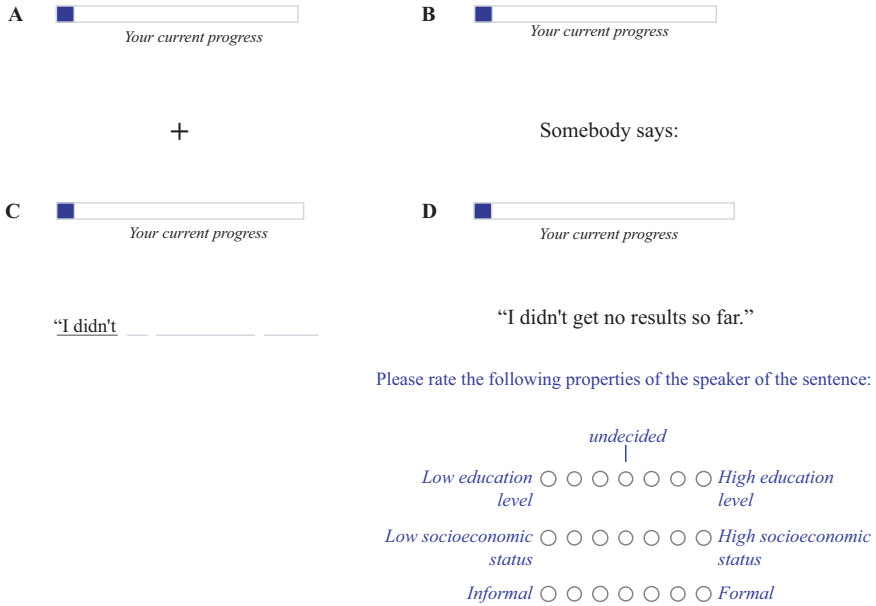 A
Your current progress
+
B
Your current progress
Somebody says:
C
Your current progress
“I didn't
D
Your current progress
“I didn't get no results so far.”
Please rate the following properties of the speaker of the sentence:
undecided
Low education
level
High education
level
Low socioeconomic
status
High socioeconomic
status
Informal
Formal